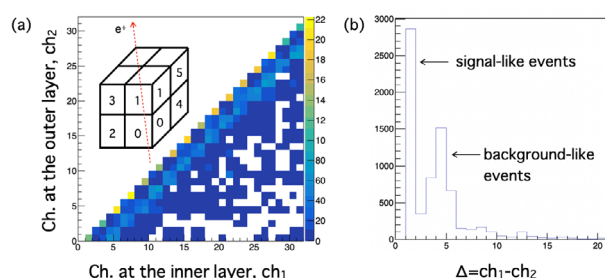 (a)
Ch. at the outer layer, ch2
30
25
20
15
10
5
0
e+
3 1 1 5
2 0 0 4
0 5 10 15 20 25 30
Ch. at the inner layer, ch1
22
20
18
16
14
12
10
8
6
4
2
0
(b)
3000
2500
2000
1500
1000
500
0
signal-like events
background-like
events
0 5 10 15 20
Δ=ch1-ch2